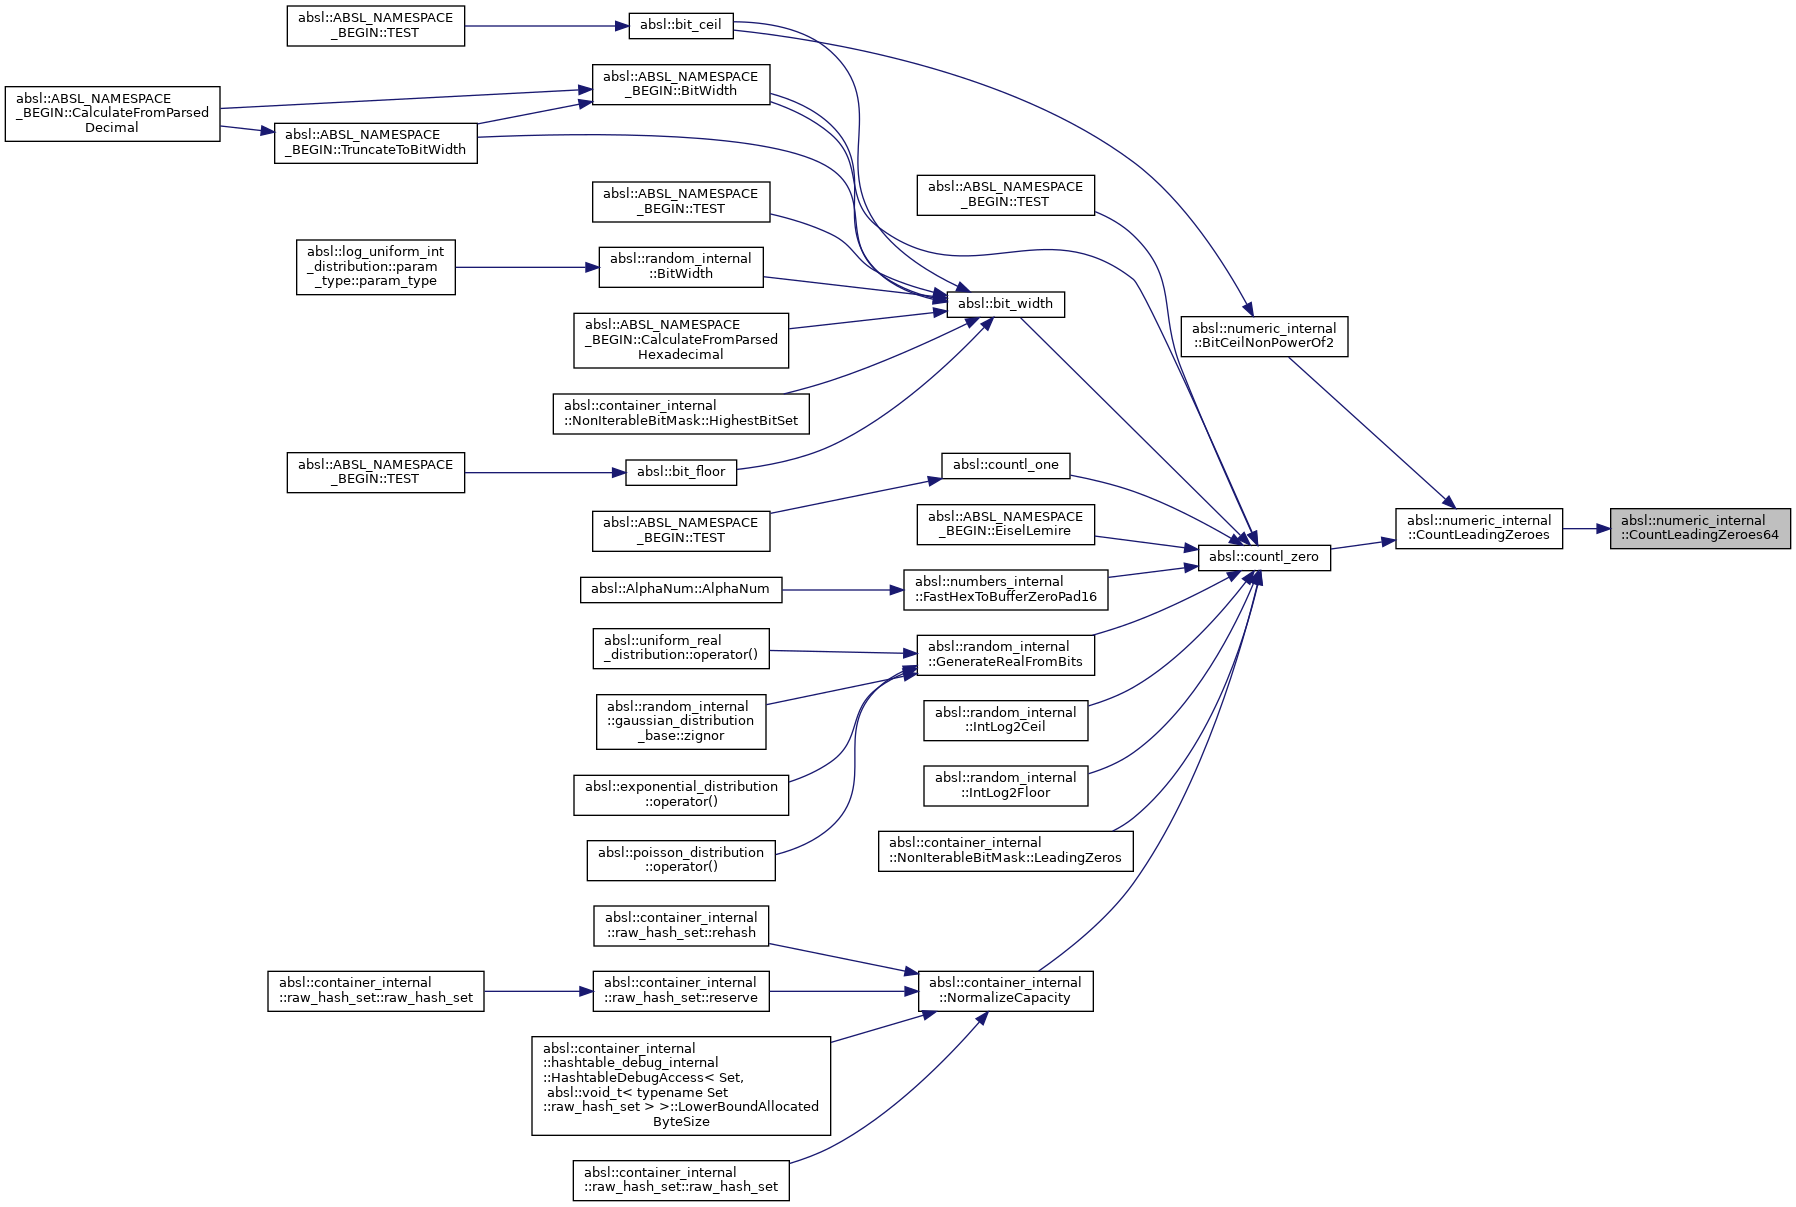 absl::ABSL_NAMESPACE
_BEGIN::TEST
absl::bit_ceil
absl::ABSL_NAMESPACE
_BEGIN::BitWidth
absl::ABSL_NAMESPACE
_BEGIN::CalculateFromParsed
Decimal
absl::ABSL_NAMESPACE
_BEGIN::TruncateToBitWidth
absl::ABSL_NAMESPACE
_BEGIN::TEST
absl::ABSL_NAMESPACE
_BEGIN::TEST
absl::log_uniform_int
_distribution::param
_type::param_type
absl::random_internal
::BitWidth
absl::bit_width
absl::ABSL_NAMESPACE
_BEGIN::CalculateFromParsed
Hexadecimal
absl::numeric_internal
::BitCeilNonPowerOf2
absl::container_internal
::NonIterableBitMask::HighestBitSet
absl::ABSL_NAMESPACE
_BEGIN::TEST
absl::bit_floor
absl::countl_one
absl::ABSL_NAMESPACE
_BEGIN::TEST
absl::ABSL_NAMESPACE
_BEGIN::EiselLemire
absl::countl_zero
absl::numeric_internal
::CountLeadingZeroes
absl::numeric_internal
::CountLeadingZeroes64
absl::AlphaNum::AlphaNum
absl::numbers_internal
::FastHexToBufferZeroPad16
absl::uniform_real
_distribution::operator()
absl::random_internal
::GenerateRealFromBits
absl::random_internal
::gaussian_distribution
_base::zignor
absl::random_internal
::IntLog2Ceil
absl::exponential_distribution
::operator()
absl::random_internal
::IntLog2Floor
absl::poisson_distribution
::operator()
absl::container_internal
::NonIterableBitMask::LeadingZeros
absl::container_internal
::raw_hash_set::rehash
absl::container_internal
::raw_hash_set::raw_hash_set
absl::container_internal
::raw_hash_set::reserve
absl::container_internal
::NormalizeCapacity
absl::container_internal
::hashtable_debug_internal
::HashtableDebugAccess< Set,
absl::void_t< typename Set
::raw_hash_set > >::LowerBoundAllocated
ByteSize
absl::container_internal
::raw_hash_set::raw_hash_set